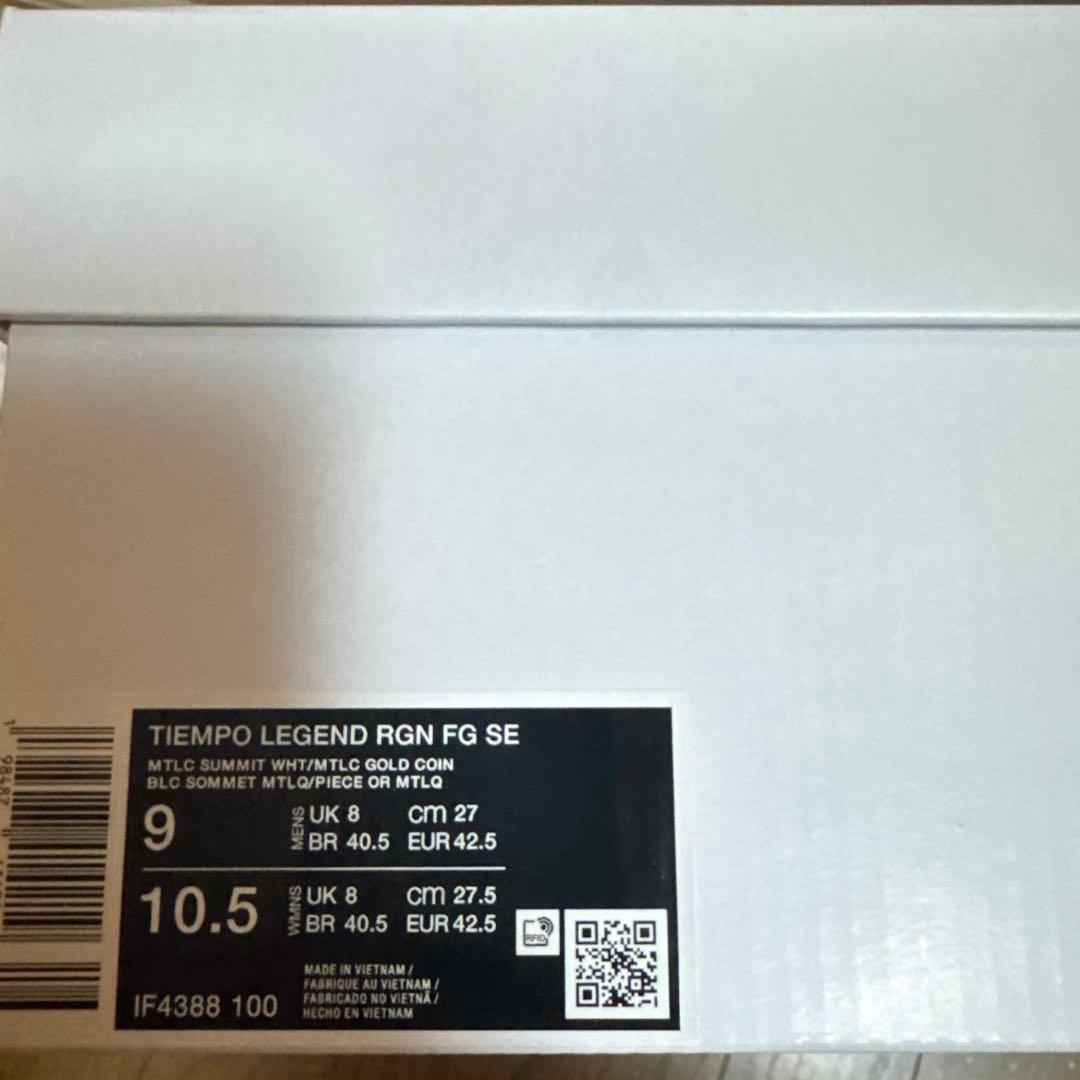 TIEMPO LEGEND RGN FG SE
MTLC SUMMIT WHT/MTLC GOLD COIN
BLC SOMMET MTLQ/PIECE OR MTLQ
9
MENS
UK 8 cm 27
BR 40.5 EUR 42.5
10.5
WMNS
UK 8 cm 27.5
BR 40.5 EUR 42.5
RFID
IF4388 100
MADE IN VIETNAM /
FABRIQUE AU VIETNAM /
FABRICADO NO VIETNÃ /
HECHO EN VIETNAM